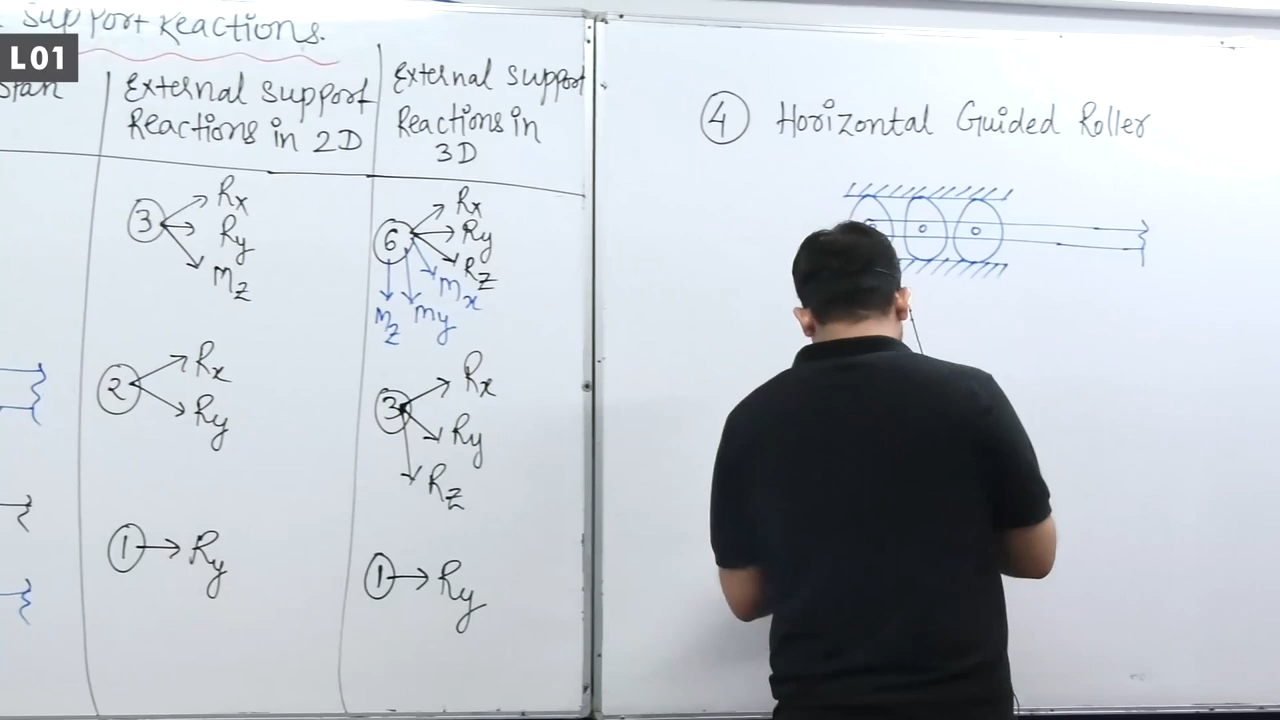 Support Reactions.
L01
External Support
Reactions in 2D
External Support
Reactions in
3D
3 Rx
Ry
Mz
6 Rx
Ry
Rz
Mx
My
Mz
2 Rx
Ry
3 Rx
Ry
Rz
1 Ry
1 Ry
4 Horizontal Guided Roller